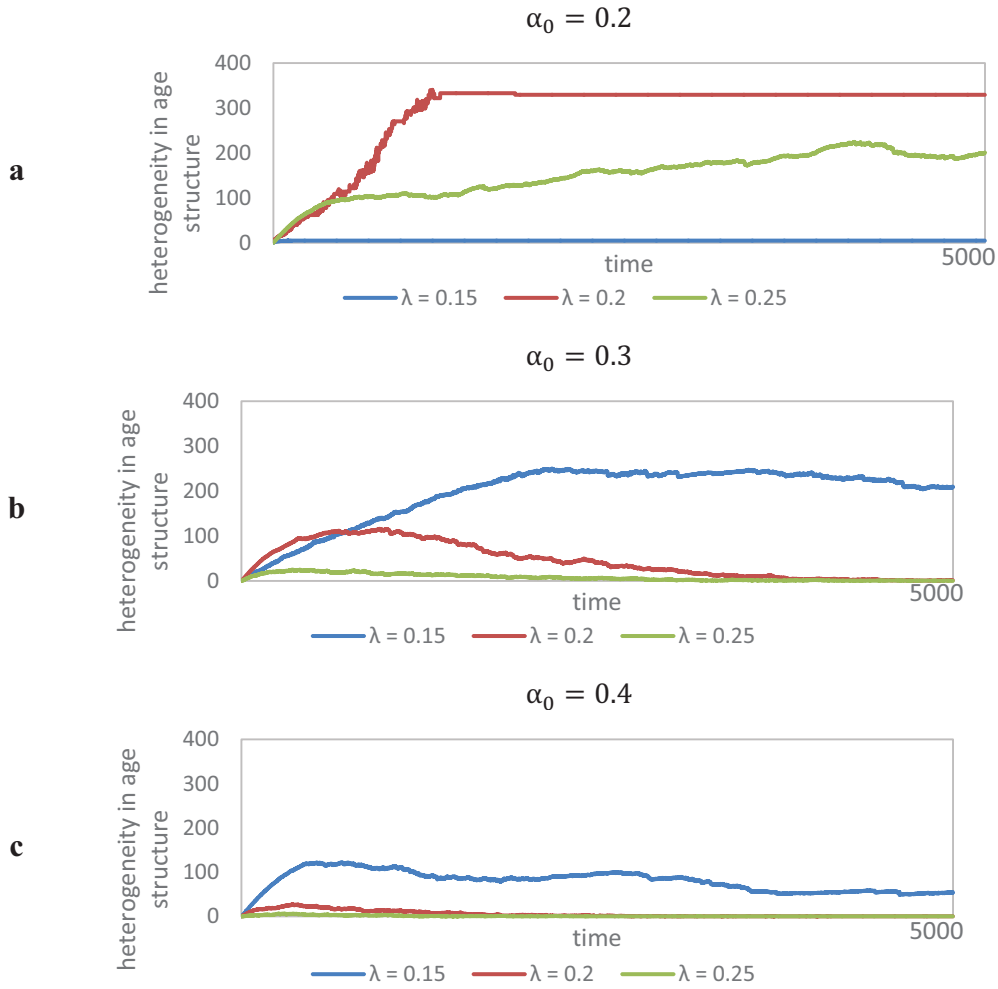 α₀ = 0.2
a
heterogeneity in age
structure
400
300
200
100
0
time
5000
λ = 0.15 λ = 0.2 λ = 0.25
α₀ = 0.3
b
heterogeneity in age
structure
400
300
200
100
0
time
5000
λ = 0.15 λ = 0.2 λ = 0.25
α₀ = 0.4
c
heterogeneity in age
structure
400
300
200
100
0
time
5000
λ = 0.15 λ = 0.2 λ = 0.25